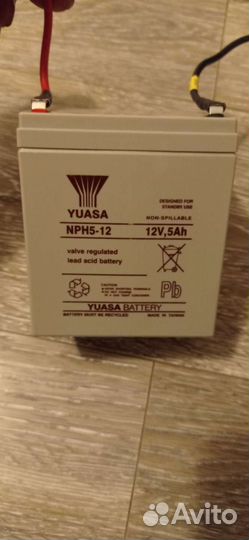 YUASA
DESIGNED FOR
STANDBY USE
NON-SPILLABLE
NPH5-12
12V,5Ah
valve regulated
lead acid battery
Pb
YUASA BATTERY
BATTERY MUST BE RECYCLED
MADE IN TAIWAN
Avito